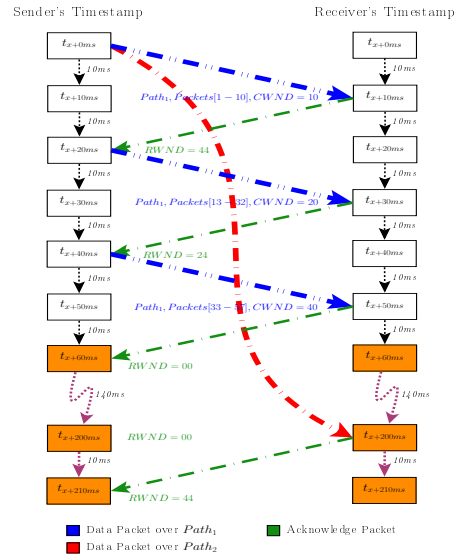 Sender's Timestamp Receiver's Timestamp
t_{x+0ms} t_{x+0ms}
10ms 10ms
Path_1, Packets[1 − 10], CWND = 10
t_{x+10ms} t_{x+10ms}
10ms 10ms
t_{x+20ms} RWND = 44 t_{x+20ms}
10ms 10ms
Path_1, Packets[13 − 32], CWND = 20
t_{x+30ms} t_{x+30ms}
10ms 10ms
t_{x+40ms} RWND = 24 t_{x+40ms}
10ms 10ms
t_{x+50ms} Path_1, Packets[33 − CWND = 40 t_{x+50ms}
10ms 10ms
t_{x+60ms} t_{x+60ms}
RWND = 00
140ms 140ms
t_{x+200ms} RWND = 00 t_{x+200ms}
10ms 10ms
t_{x+210ms} RWND = 44 t_{x+210ms}
Data Packet over Path_1 Acknowledge Packet
Data Packet over Path_2